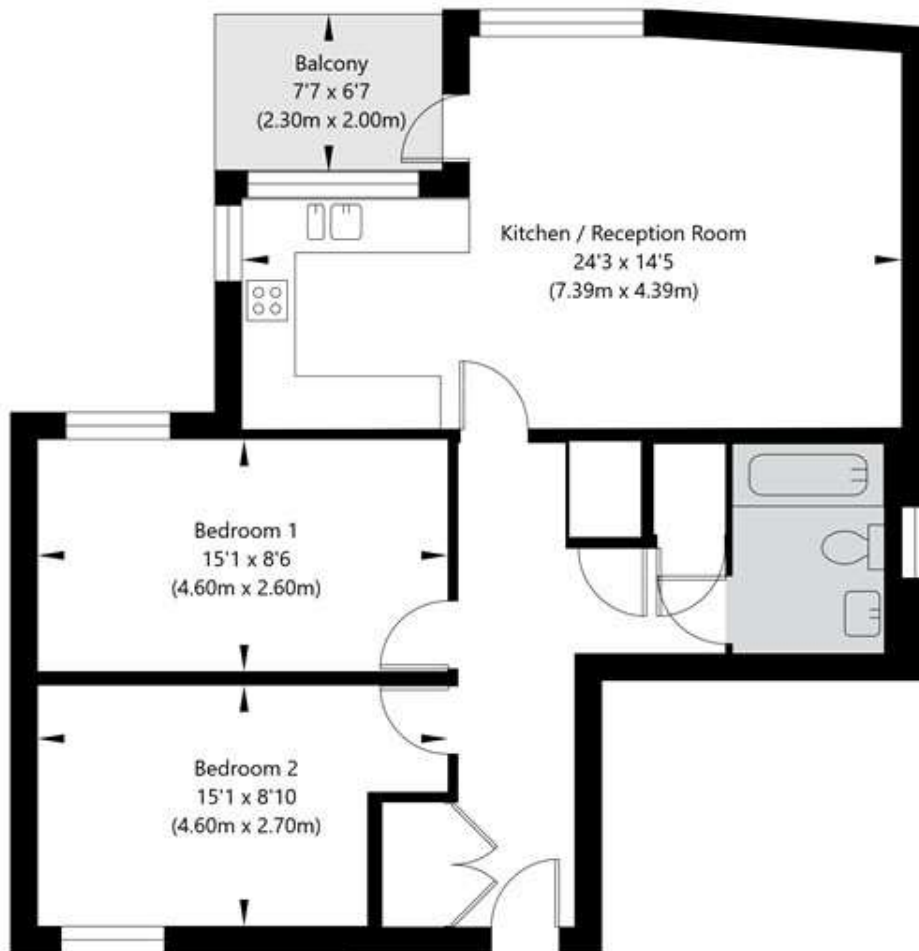 Balcony
7'7 x 6'7
(2.30m x 2.00m)
Kitchen / Reception Room
24'3 x 14'5
(7.39m x 4.39m)
Bedroom 1
15'1 x 8'6
(4.60m x 2.60m)
Bedroom 2
15'1 x 8'10
(4.60m x 2.70m)